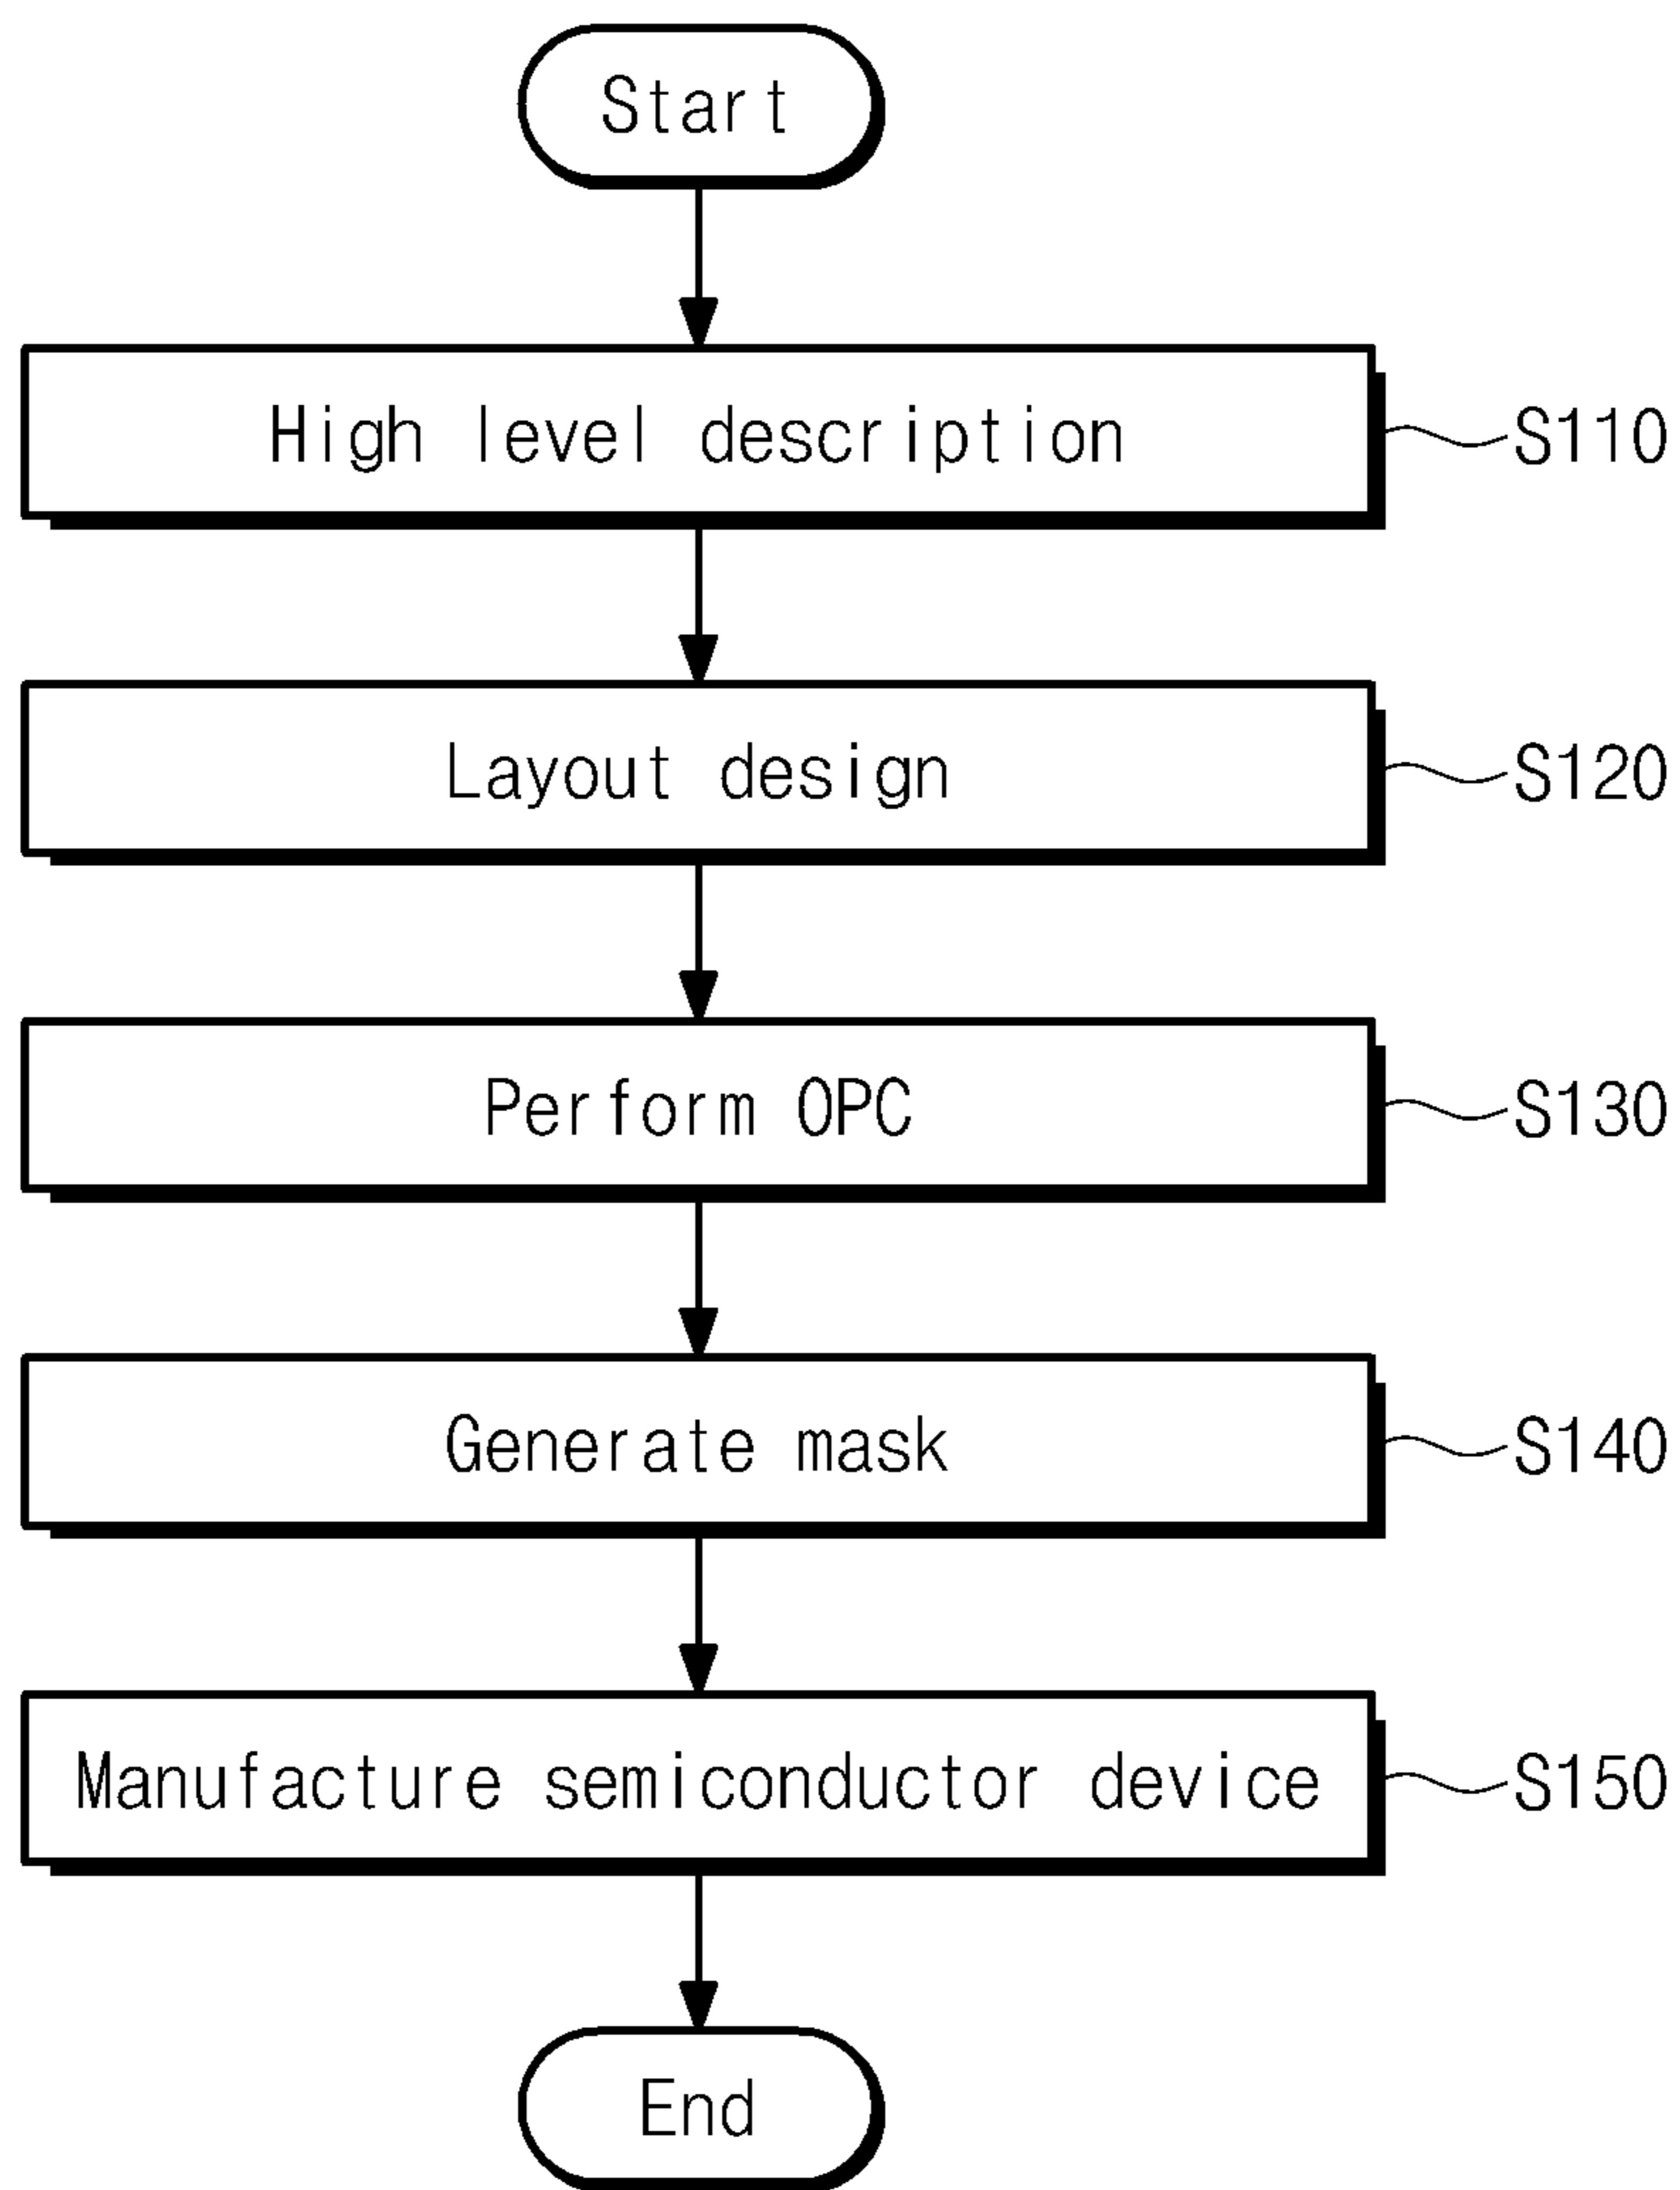 Start
High level description S110
Layout design S120
Perform OPC S130
Generate mask S140
Manufacture semiconductor device S150
End